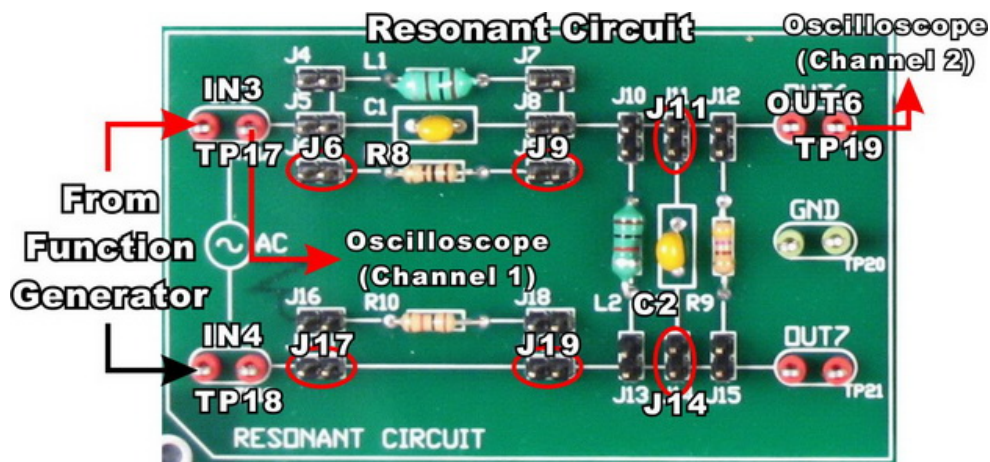 Resonant Circuit
Oscilloscope
(Channel 2)
J4
L1
J7
IN3
J5
C1
J8
J10
J11
J12
OUT6
TP17
J6
R8
J9
TP19
From
Function
Generator
AC
Oscilloscope
(Channel 1)
GND
TP20
J16
R10
J18
L2
C2
R9
IN4
J17
J19
OUT7
TP18
J13
J14
J15
TP21
RESONANT CIRCUIT